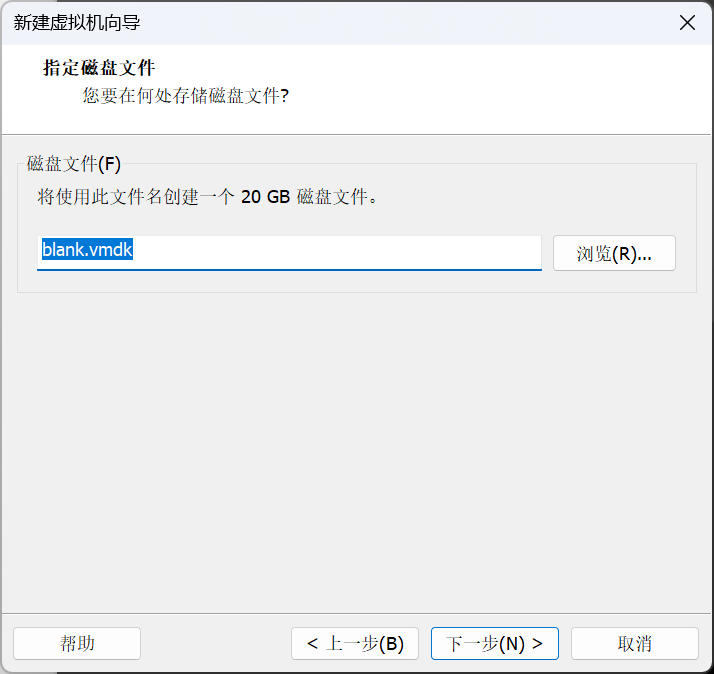 新建虚拟机向导
指定磁盘文件
您要在何处存储磁盘文件?
磁盘文件(F)
将使用此文件名创建一个 20 GB 磁盘文件。
blank.vmdk
浏览(R)...
帮助
< 上一步(B)
下一步(N) >
取消